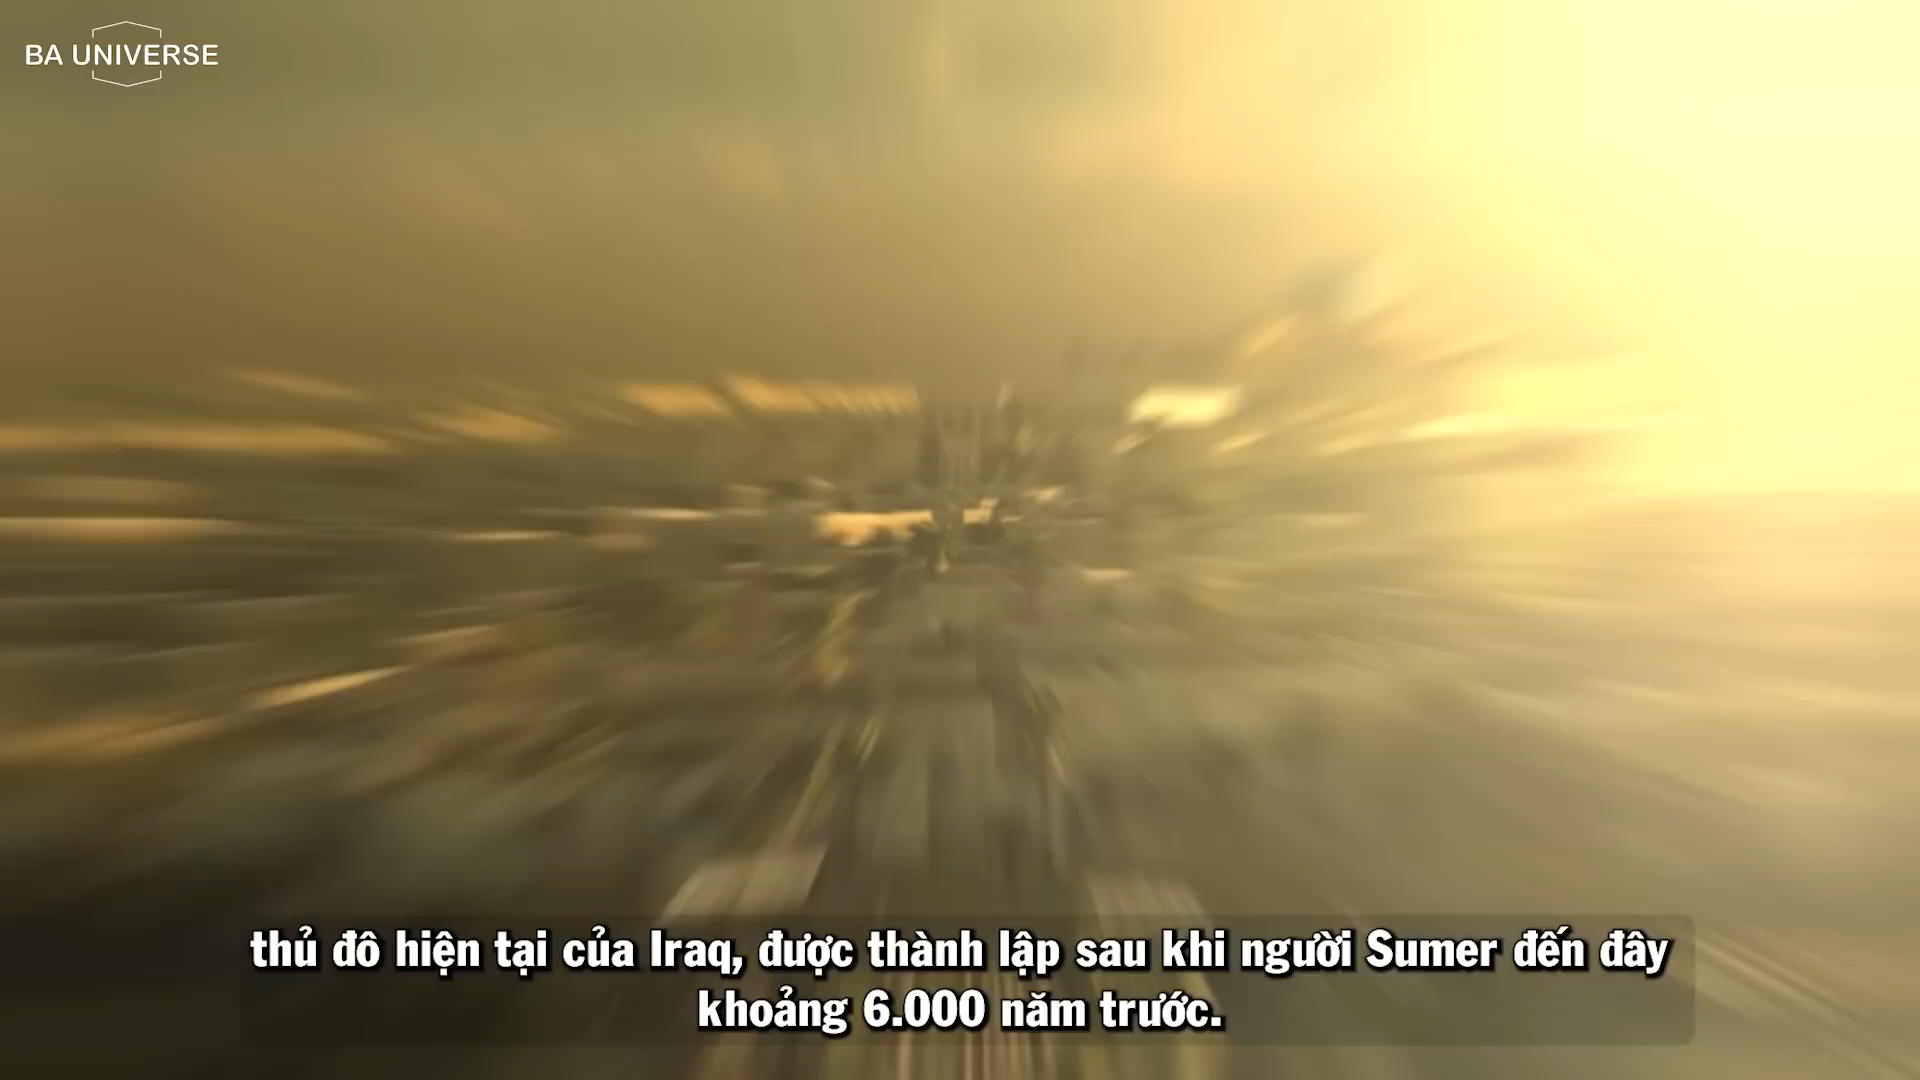 BA UNIVERSE
thủ đô hiện tại của Iraq, được thành lập sau khi người Sumer đến đây
khoảng 6.000 năm trước.